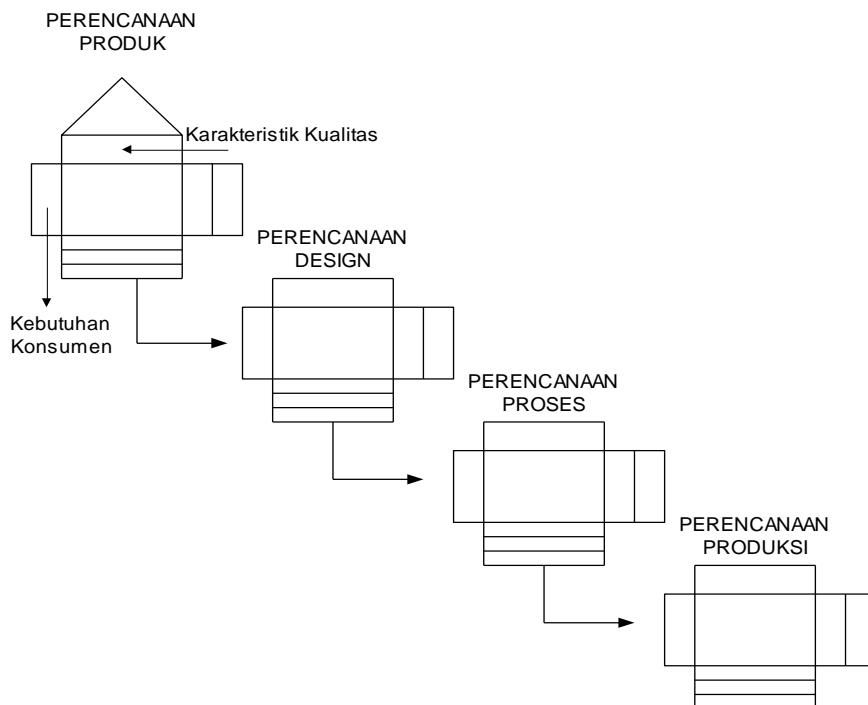 PERENCANAAN
PRODUK
Karakteristik Kualitas
Kebutuhan
Konsumen
PERENCANAAN
DESIGN
PERENCANAAN
PROSES
PERENCANAAN
PRODUKSI